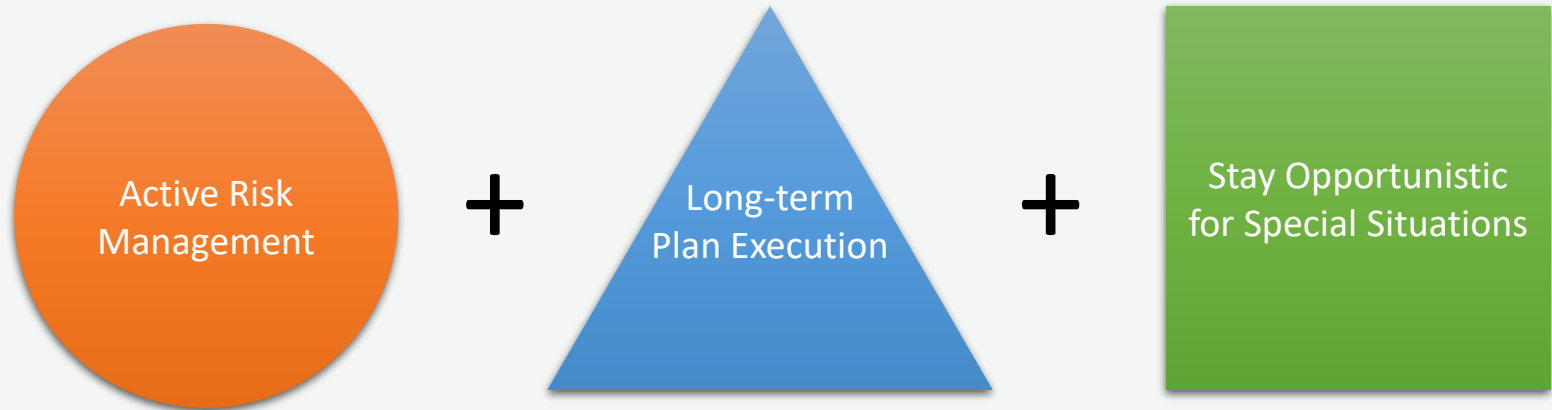 Active Risk
Management
+
Long-term
Plan Execution
+
Stay Opportunistic
for Special Situations